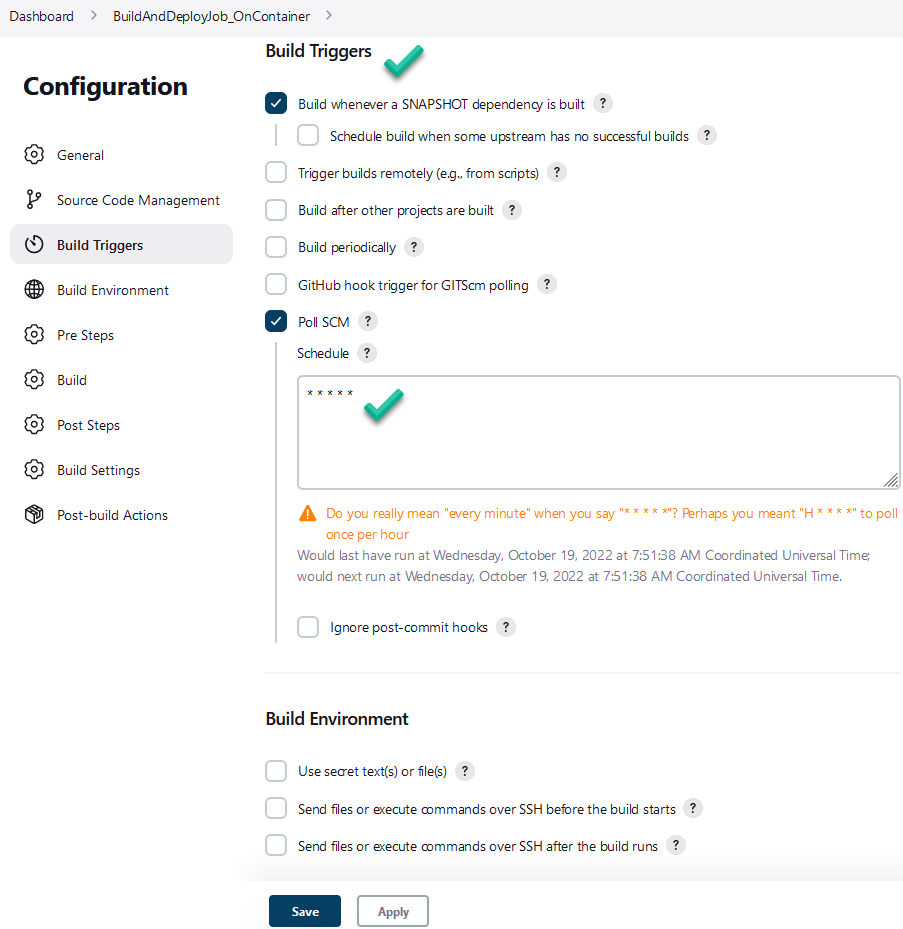 Dashboard > BuildAndDeployJob_OnContainer >
Configuration
General
Source Code Management
Build Triggers
Build Environment
Pre Steps
Build
Post Steps
Build Settings
Post-build Actions
Build Triggers
Build whenever a SNAPSHOT dependency is built ?
Schedule build when some upstream has no successful builds ?
Trigger builds remotely (e.g., from scripts) ?
Build after other projects are built ?
Build periodically ?
GitHub hook trigger for GITScm polling ?
Poll SCM ?
Schedule ?
* * * * *
Do you really mean "every minute" when you say "* * * * *"? Perhaps you meant "H * * * *" to poll
once per hour
Would last have run at Wednesday, October 19, 2022 at 7:51:38 AM Coordinated Universal Time;
would next run at Wednesday, October 19, 2022 at 7:51:38 AM Coordinated Universal Time.
Ignore post-commit hooks ?
Build Environment
Use secret text(s) or file(s) ?
Send files or execute commands over SSH before the build starts ?
Send files or execute commands over SSH after the build runs ?
Save
Apply